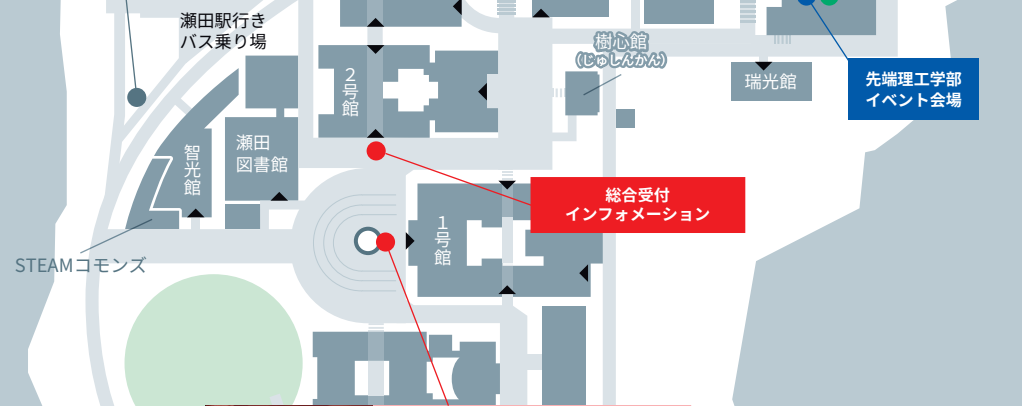 瀬田駅行き
バス乗り場
樹心館
(じゅしんかん)
2号館
瑞光館
先端理工学部
イベント会場
瀬田
図書館
智光館
総合受付
インフォメーション
1号館
STEAMコモンズ